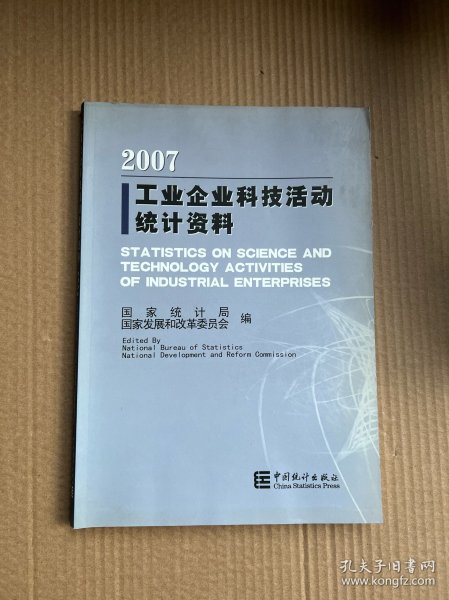 2007
工业企业科技活动
统计资料
STATISTICS ON SCIENCE AND
TECHNOLOGY ACTIVITIES
OF INDUSTRIAL ENTERPRISES
国家统计局
国家发展和改革委员会 编
Edited By
National Bureau of Statistics
National Development and Reform Commission
中国统计出版社
China Statistics Press
孔夫子旧书网
www.kongfz.com